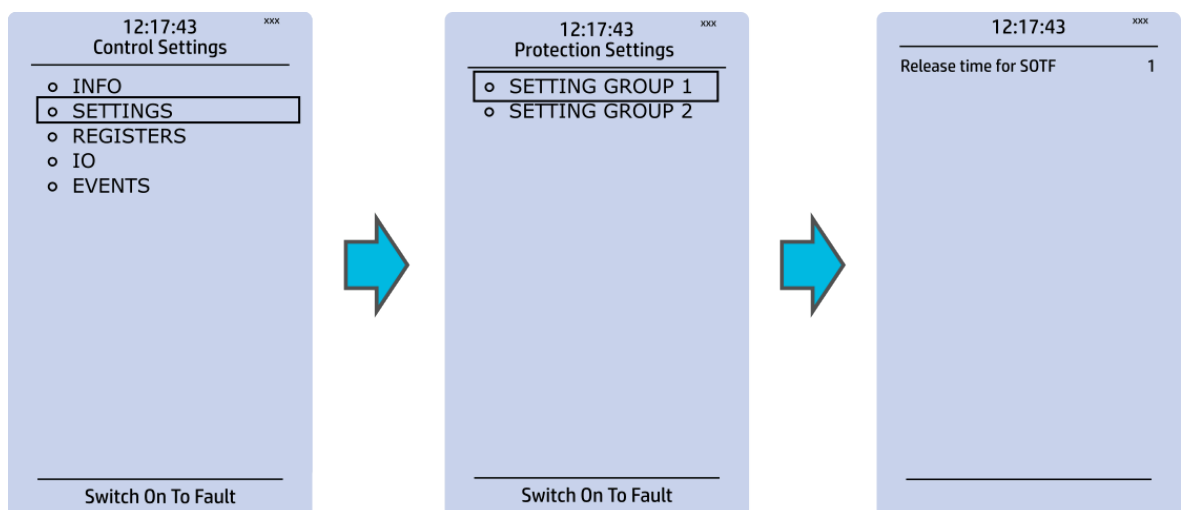 12:17:43 xxx
Control Settings
INFO
SETTINGS
REGISTERS
IO
EVENTS
Switch On To Fault
12:17:43 xxx
Protection Settings
SETTING GROUP 1
SETTING GROUP 2
Switch On To Fault
12:17:43 xxx
Release time for SOTF 1